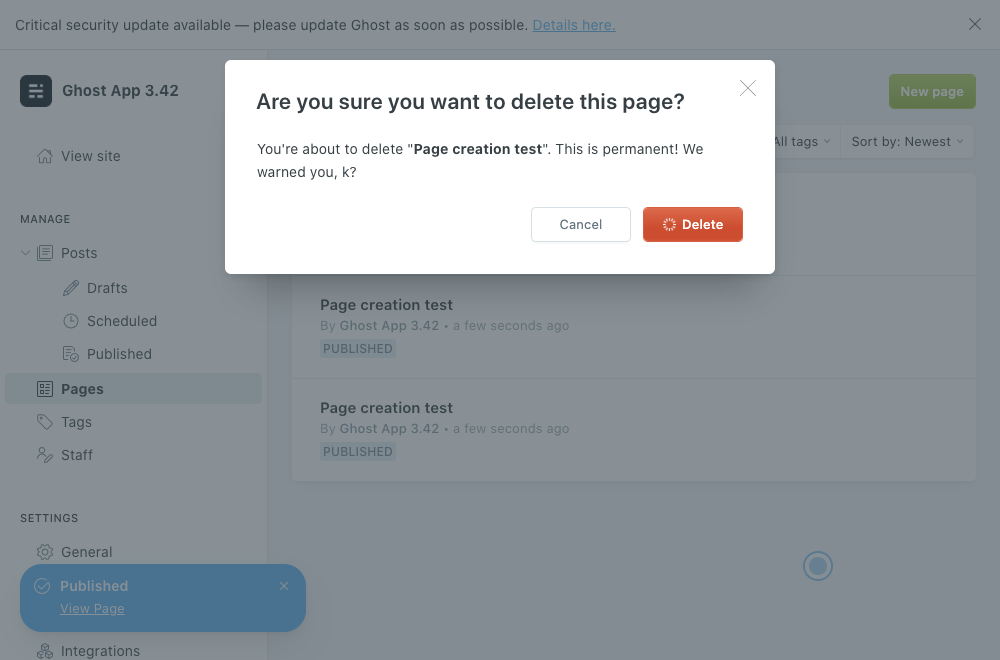 Critical security update available — please update Ghost as soon as possible. Details here.
Ghost App 3.42
New page
View site
All tags
Sort by: Newest
Are you sure you want to delete this page?
You're about to delete "Page creation test". This is permanent! We
warned you, k?
Cancel
Delete
MANAGE
Posts
Drafts
Scheduled
Published
Pages
Tags
Staff
Page creation test
By Ghost App 3.42 • a few seconds ago
PUBLISHED
Page creation test
By Ghost App 3.42 • a few seconds ago
PUBLISHED
SETTINGS
General
Published
View Page
Integrations